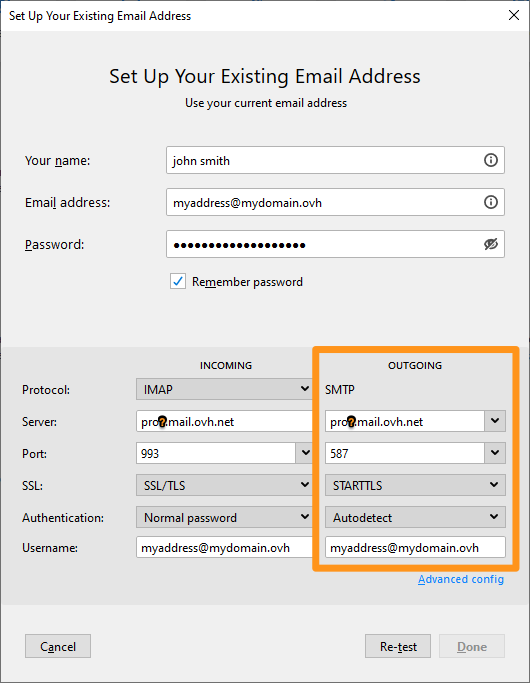 Set Up Your Existing Email Address
Set Up Your Existing Email Address
Use your current email address
Your name: john smith
Email address: myaddress@mydomain.ovh
Password: ●●●●●●●●●●●●●●●●●●●
Remember password
INCOMING OUTGOING
Protocol: IMAP SMTP
Server: pro?.mail.ovh.net pro?.mail.ovh.net
Port: 993 587
SSL: SSL/TLS STARTTLS
Authentication: Normal password Autodetect
Username: myaddress@mydomain.ovh myaddress@mydomain.ovh
Advanced config
Cancel Re-test Done